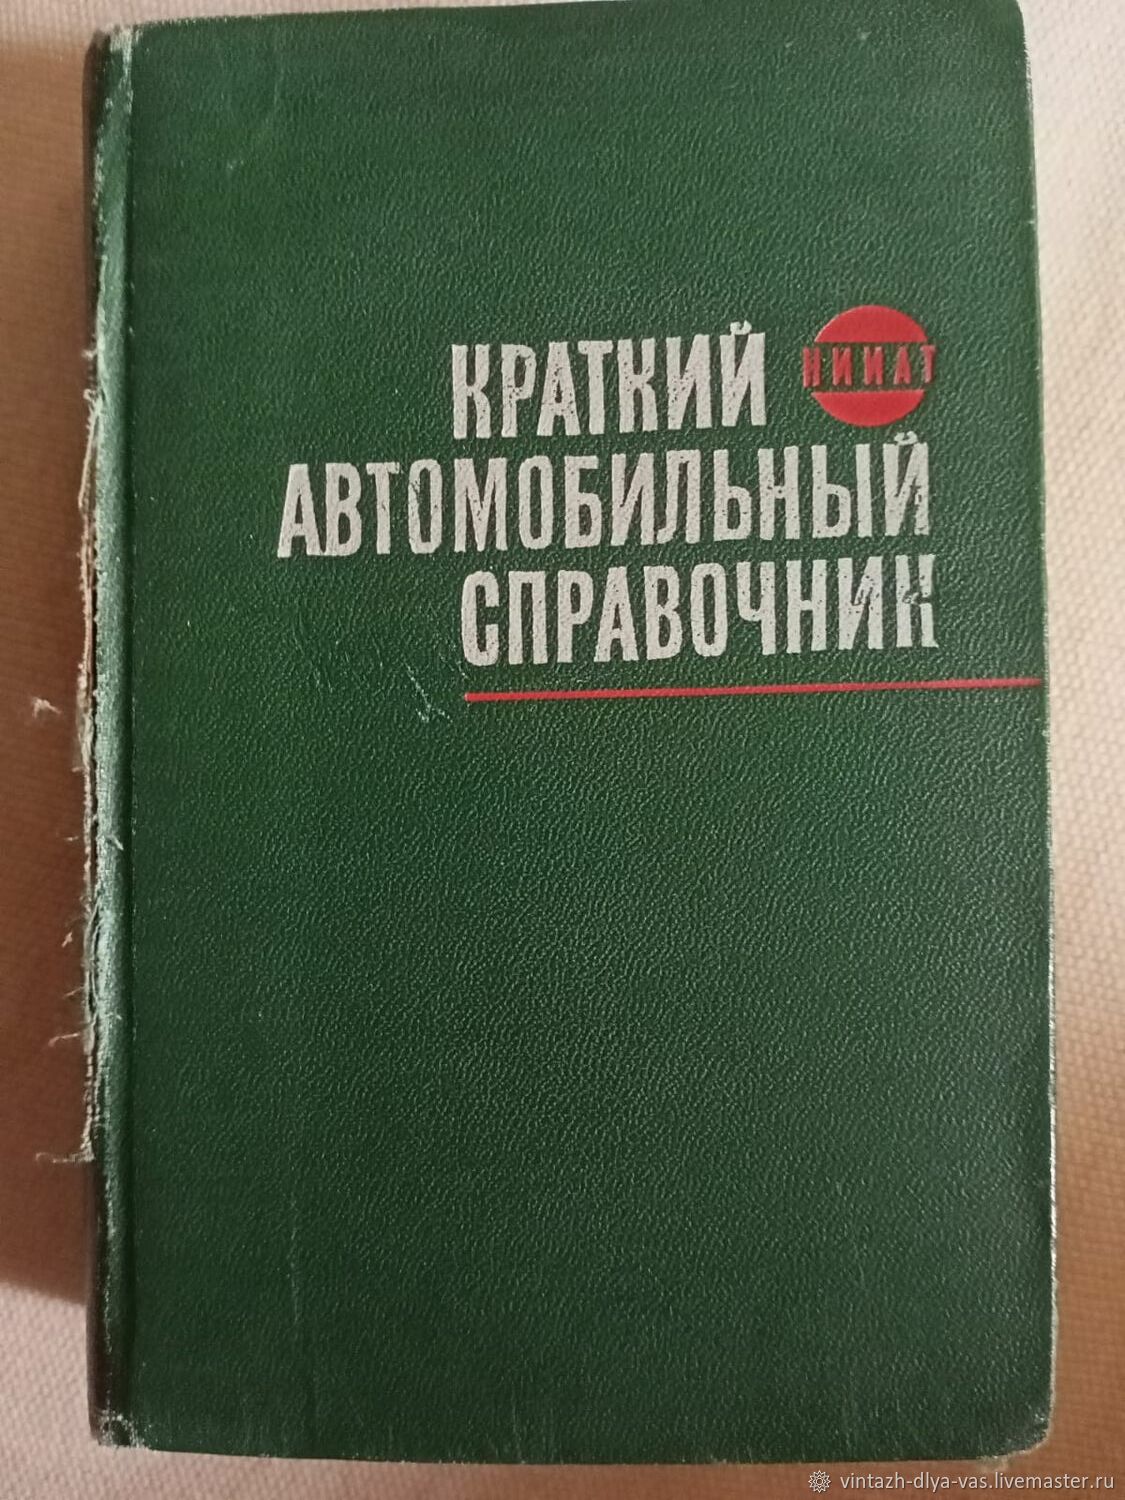 КРАТКИЙ
НИИАТ
АВТОМОБИЛЬНЫЙ
СПРАВОЧНИК
vintazh-dlya-vas.livemaster.ru